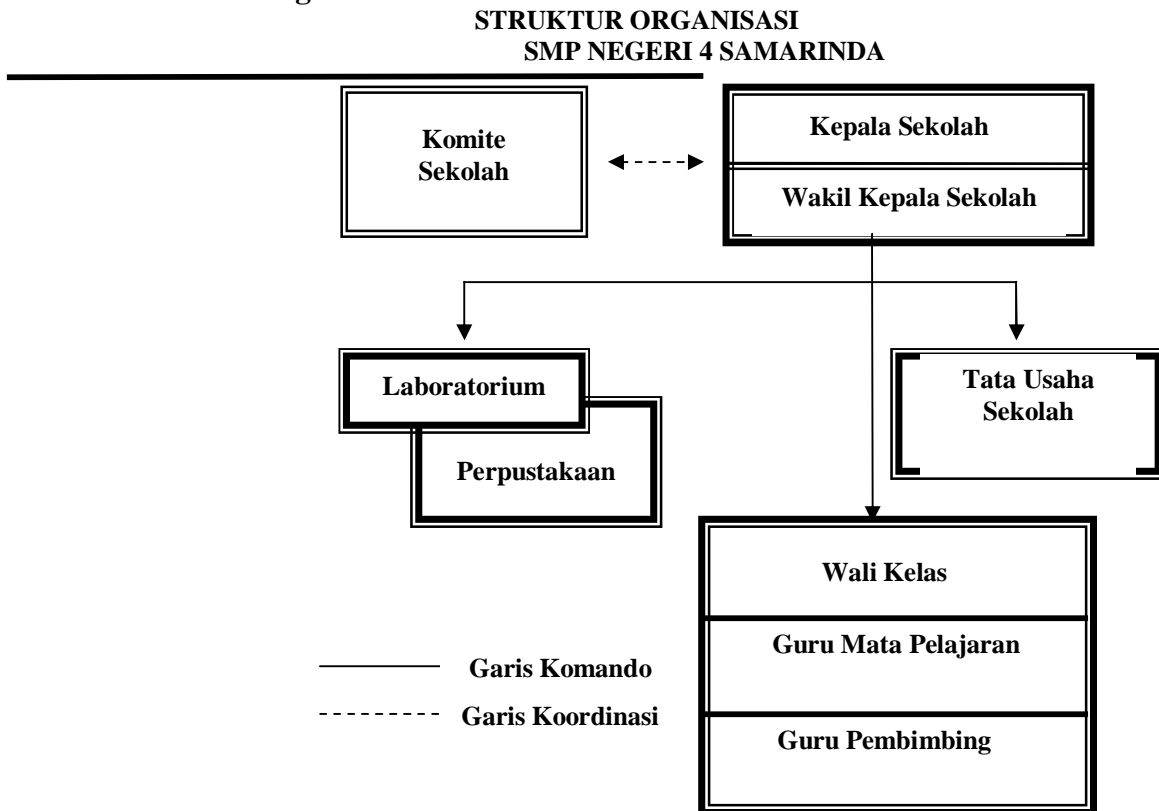 STRUKTUR ORGANISASI
SMP NEGERI 4 SAMARINDA
Komite
Sekolah
Kepala Sekolah
Wakil Kepala Sekolah
Laboratorium
Perpustakaan
Tata Usaha
Sekolah
Wali Kelas
Guru Mata Pelajaran
Guru Pembimbing
Garis Komando
Garis Koordinasi